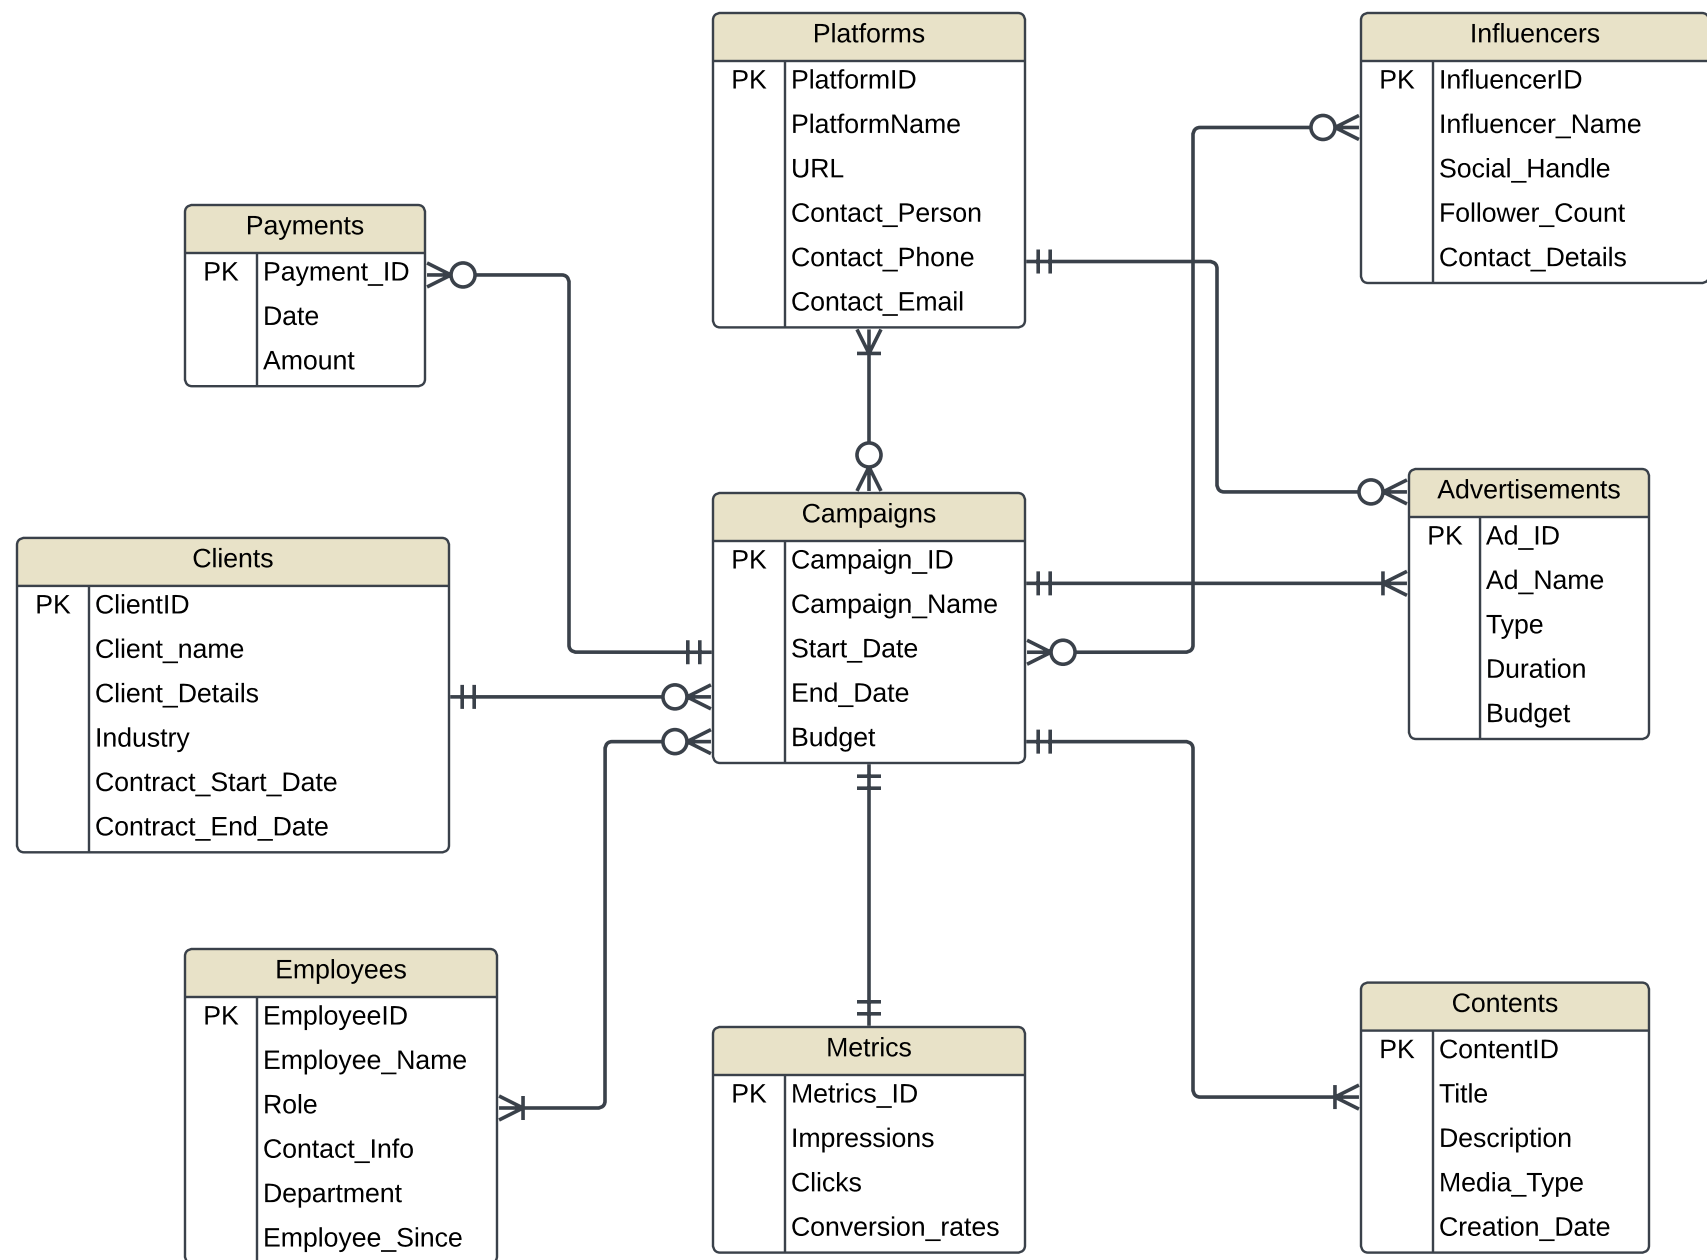 Platforms
PK PlatformID
PlatformName
URL
Contact_Person
Contact_Phone
Contact_Email
Influencers
PK InfluencerID
Influencer_Name
Social_Handle
Follower_Count
Contact_Details
Payments
PK Payment_ID
Date
Amount
Advertisements
PK Ad_ID
Ad_Name
Type
Duration
Budget
Campaigns
PK Campaign_ID
Campaign_Name
Start_Date
End_Date
Budget
Clients
PK ClientID
Client_name
Client_Details
Industry
Contract_Start_Date
Contract_End_Date
Employees
PK EmployeeID
Employee_Name
Role
Contact_Info
Department
Employee_Since
Metrics
PK Metrics_ID
Impressions
Clicks
Conversion_rates
Contents
PK ContentID
Title
Description
Media_Type
Creation_Date